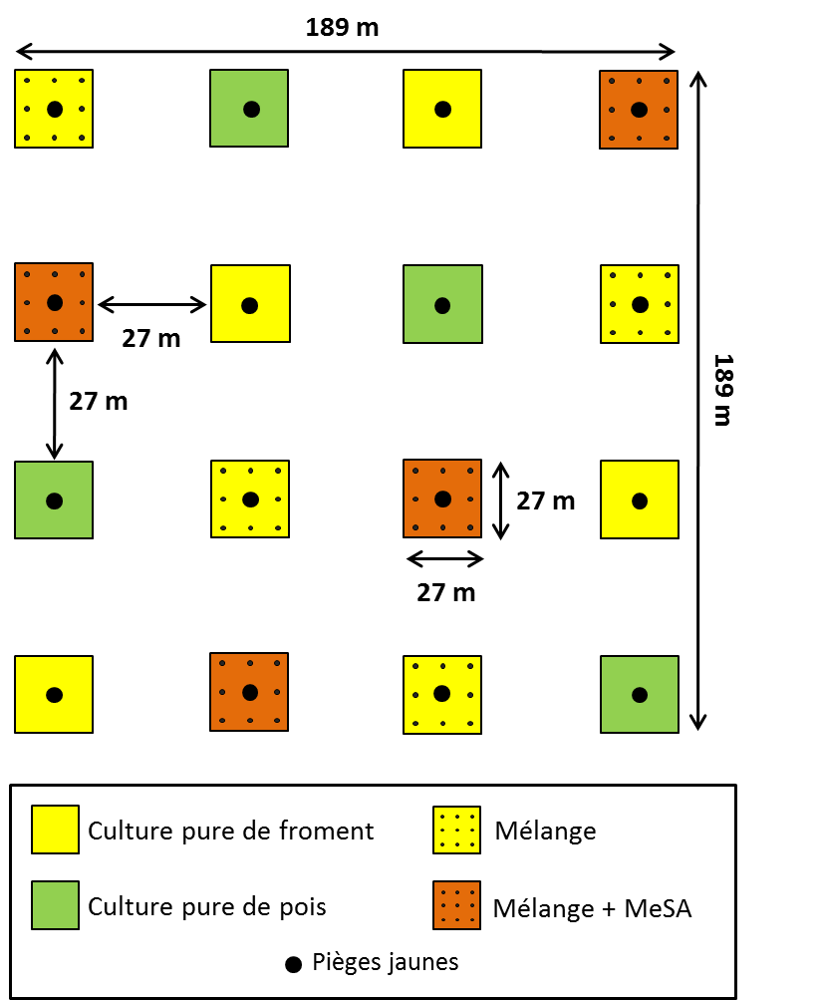 189 m
27 m
27 m
189 m
27 m
27 m
Culture pure de froment
Mélange
Culture pure de pois
Mélange + MeSA
Pièges jaunes